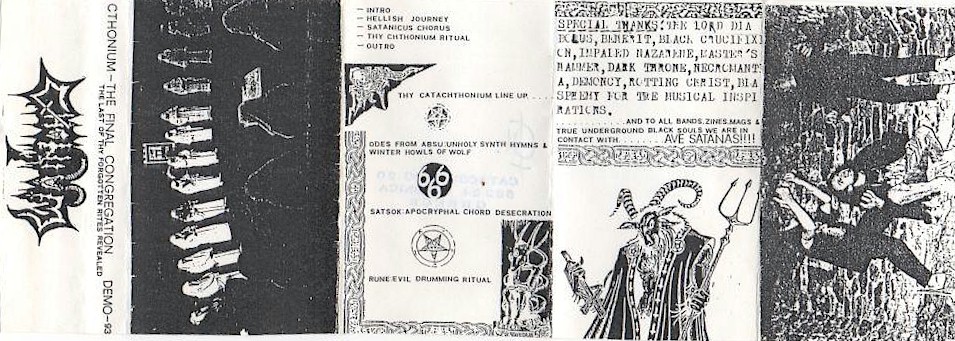 CTHONIUM – THE FINAL CONGREGATION DEMO-93
THE LAST OF THY FORGOTTEN RITES REVEALED
— INTRO
— HELLISH JOURNEY
— SATANICUS CHORUS
— THY CHTHONIUM RITUAL
— OUTRO
THY CATACHTHONIUM LINE UP.....
ODES FROM ABSU:UNHOLY SYNTH HYMNS &
WINTER HOWLS OF WOLF
666
SATSOK:APOCRYPHAL CHORD DESECRATION
RUNE:EVIL DRUMMING RITUAL
SPECIAL THANKS:THE LORD DIA
BOLUS, BEHERIT, BLACK CRUCIFIXI
ON, IMPALED NAZARENE, MASTER'S
HAMMER, DARK THRONE, NECROMANTI
A, DEMONCY, ROTTING CHRIST, BLA
SPHEMY FOR THE MUSICAL INSPI
RATIONS.
............AND TO ALL BANDS,ZINES,MAGS &
TRUE UNDERGROUND BLACK SOULS WE ARE IN
CONTACT WITH....... AVE SATANAS!!!!